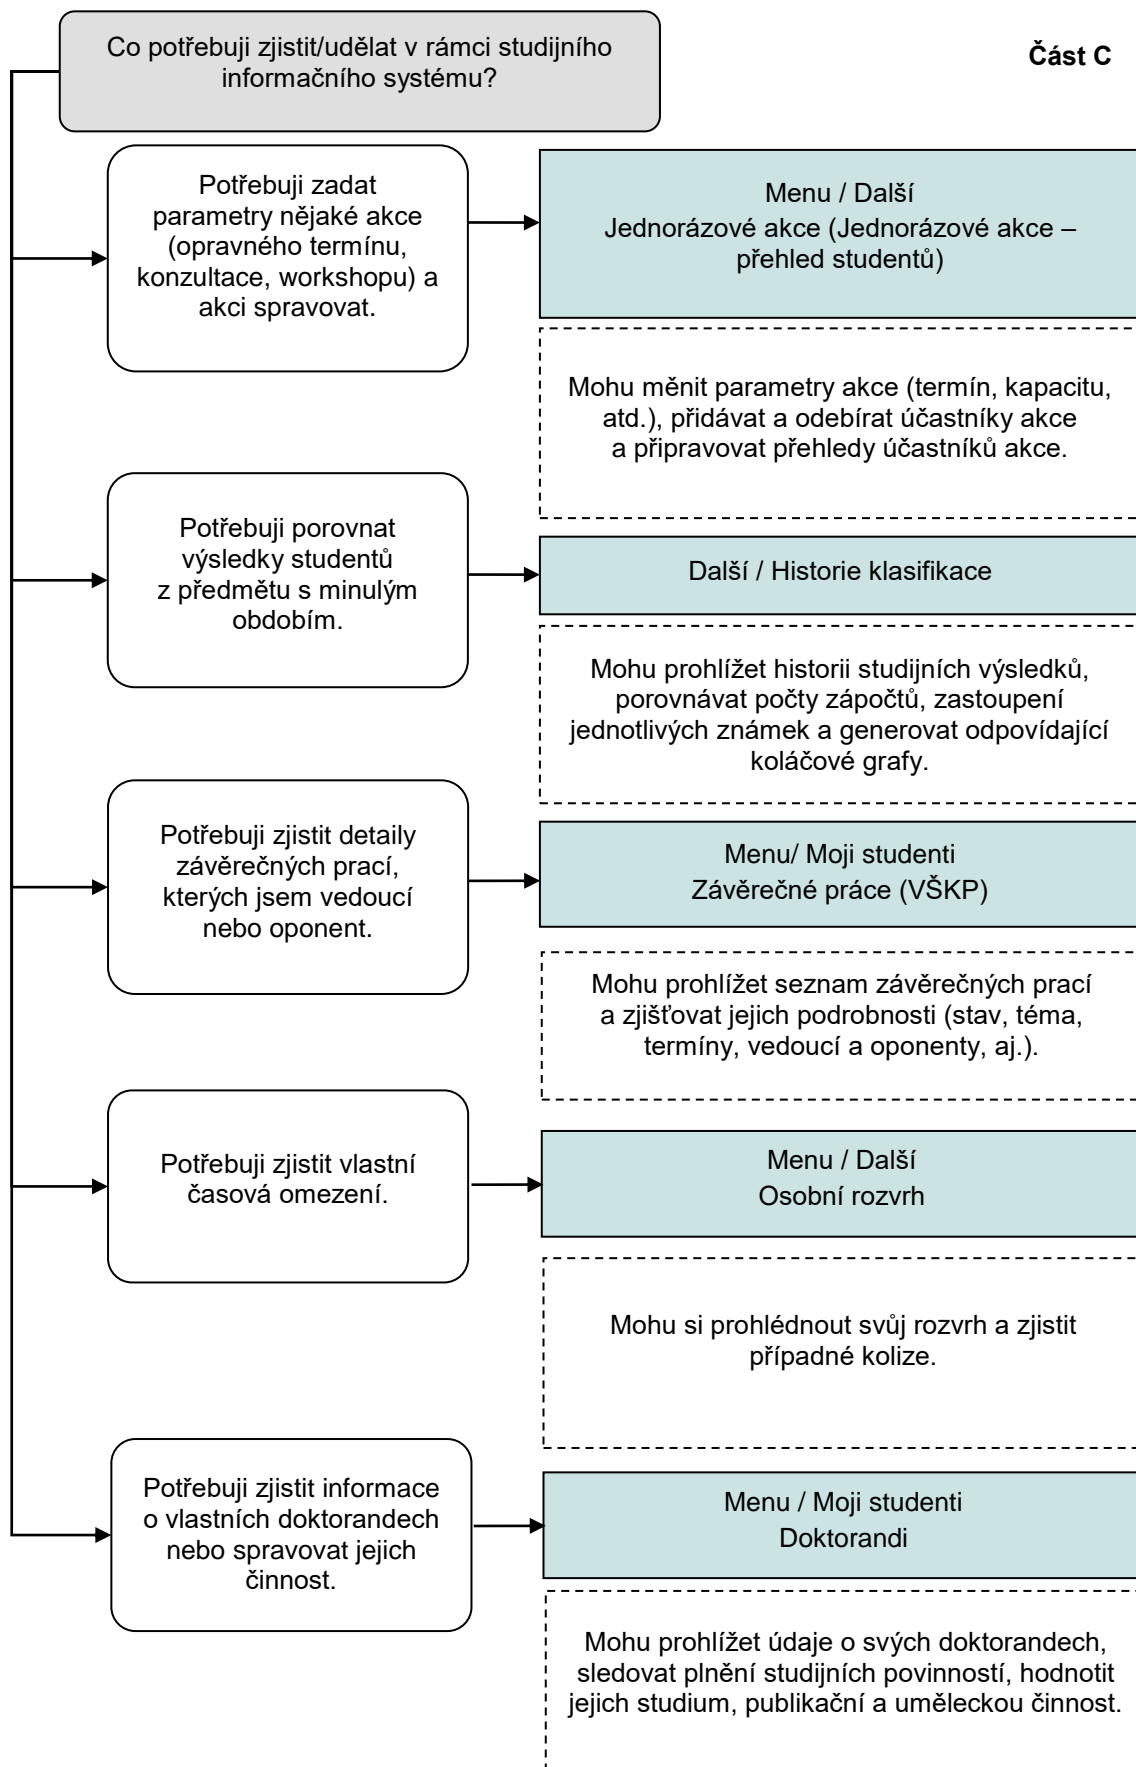 Co potřebuji zjistit/udělat v rámci studijního
informačního systému?
Část C
Potřebuji zadat
parametry nějaké akce
(opravného termínu,
konzultace, workshopu) a
akci spravovat.
Menu / Další
Jednorázové akce (Jednorázové akce –
přehled studentů)
Mohu měnit parametry akce (termín, kapacitu,
atd.), přidávat a odebírat účastníky akce
a připravovat přehledy účastníků akce.
Potřebuji porovnat
výsledky studentů
z předmětu s minulým
obdobím.
Další / Historie klasifikace
Mohu prohlížet historii studijních výsledků,
porovnávat počty zápočtů, zastoupení
jednotlivých známek a generovat odpovídající
koláčové grafy.
Potřebuji zjistit detaily
závěrečných prací,
kterých jsem vedoucí
nebo oponent.
Menu/ Moji studenti
Závěrečné práce (VŠKP)
Mohu prohlížet seznam závěrečných prací
a zjišťovat jejich podrobnosti (stav, téma,
termíny, vedoucí a oponenty, aj.).
Potřebuji zjistit vlastní
časová omezení.
Menu / Další
Osobní rozvrh
Mohu si prohlédnout svůj rozvrh a zjistit
případné kolize.
Potřebuji zjistit informace
o vlastních doktorandech
nebo spravovat jejich
činnost.
Menu / Moji studenti
Doktorandi
Mohu prohlížet údaje o svých doktorandech,
sledovat plnění studijních povinností, hodnotit
jejich studium, publikační a uměleckou činnost.